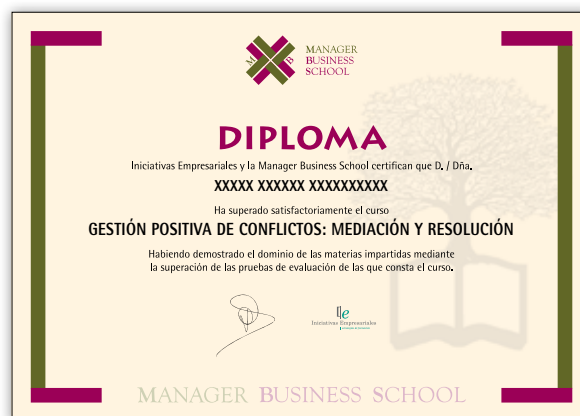 M B
MANAGER
BUSINESS
SCHOOL
DIPLOMA
Iniciativas Empresariales y la Manager Business School certifican que D. / Dña.
XXXXX XXXXXX XXXXXXXXXX
Ha superado satisfactoriamente el curso
GESTIÓN POSITIVA DE CONFLICTOS: MEDIACIÓN Y RESOLUCIÓN
Habiendo demostrado el dominio de las materias impartidas mediante
la superación de las pruebas de evaluación de las que consta el curso.
Iniciativas Empresariales
MANAGER BUSINESS SCHOOL